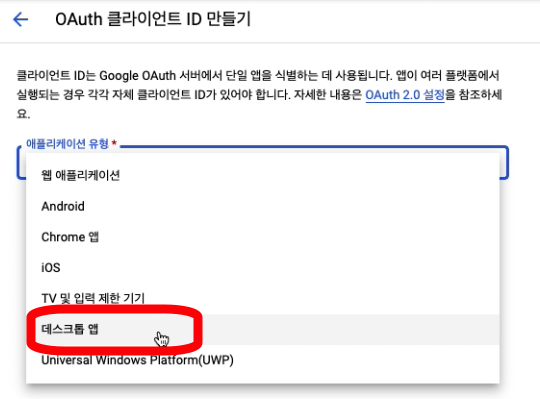 OAuth 클라이언트 ID 만들기
클라이언트 ID는 Google OAuth 서버에서 단일 앱을 식별하는 데 사용됩니다. 앱이 여러 플랫폼에서
실행되는 경우 각각 자체 클라이언트 ID가 있어야 합니다. 자세한 내용은 OAuth 2.0 설정을 참조하세
요.
애플리케이션 유형 *
웹 애플리케이션
Android
Chrome 앱
iOS
TV 및 입력 제한 기기
데스크톱 앱
Universal Windows Platform(UWP)